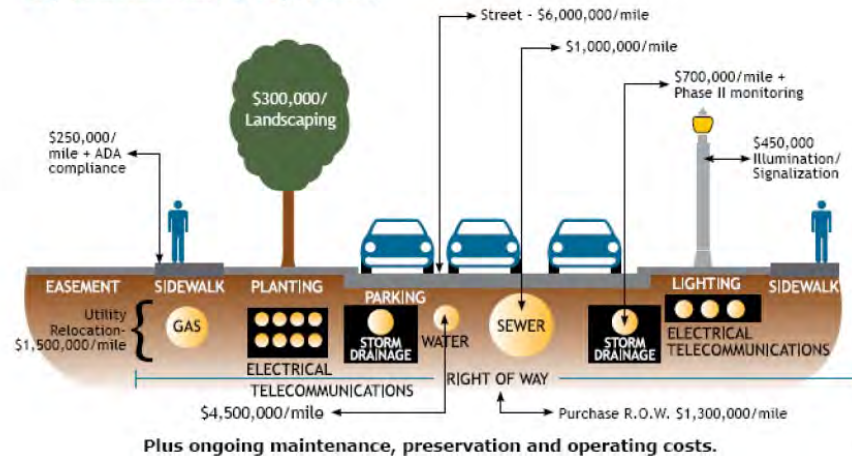 Street - $6,000,000/mile
$1,000,000/mile
$700,000/mile +
Phase II monitoring
$300,000/
Landscaping
$250,000/
mile + ADA
compliance
$450,000
Illumination/
Signalization
EASEMENT
SIDEWALK
PLANTING
PARKING
LIGHTING
SIDEWALK
Utility
Relocation-
$1,500,000/mile
GAS
ELECTRICAL
TELECOMMUNICATIONS
STORM
DRAINAGE
WATER
SEWER
STORM
DRAINAGE
ELECTRICAL
TELECOMMUNICATIONS
RIGHT OF WAY
$4,500,000/mile
Purchase R.O.W. $1,300,000/mile
Plus ongoing maintenance, preservation and operating costs.